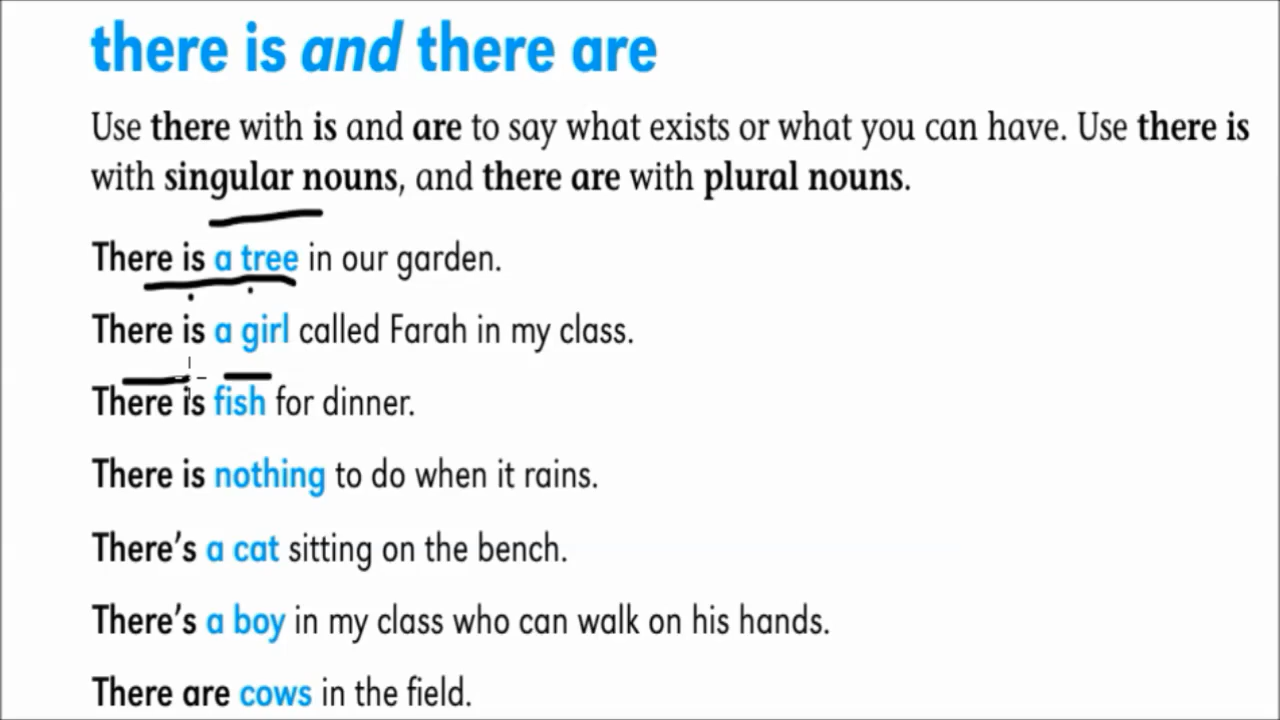 there is and there are
Use there with is and are to say what exists or what you can have. Use there is
with singular nouns, and there are with plural nouns.
There is a tree in our garden.
There is a girl called Farah in my class.
There is fish for dinner.
There is nothing to do when it rains.
There’s a cat sitting on the bench.
There’s a boy in my class who can walk on his hands.
There are cows in the field.